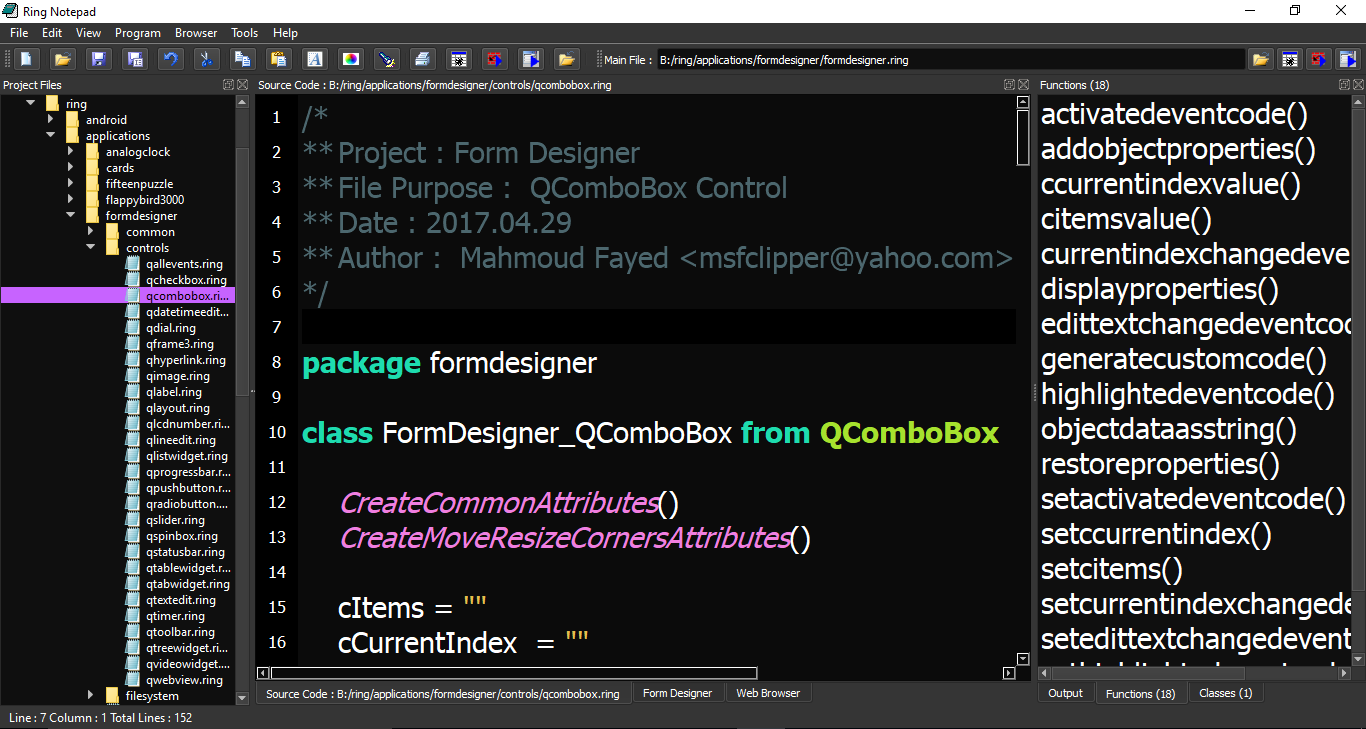 Ring Notepad
File Edit View Program Browser Tools Help
Main File : B:/ring/applications/formdesigner/formdesigner.ring
Project Files
ring
android
applications
analogclock
cards
fifteenpuzzle
flappybird3000
formdesigner
common
controls
qallevents.ring
qcheckbox.ring
qcombobox.ri...
qdatetimeedit...
qdial.ring
qframe3.ring
qhyperlink.ring
qimage.ring
qlabel.ring
qlayout.ring
qlcdnumber.ri...
qlineedit.ring
qlistwidget.ring
qprogressbar.r...
qpushbutton.r...
qradiobutton....
qslider.ring
qspinbox.ring
qstatusbar.ring
qtablewidget.r...
qtabwidget.ring
qtextedit.ring
qtimer.ring
qtoolbar.ring
qtreewidget.ri...
qvideowidget....
qwebview.ring
filesystem
Source Code : B:/ring/applications/formdesigner/controls/qcombobox.ring
1 /*
2 ** Project : Form Designer
3 ** File Purpose : QComboBox Control
4 ** Date : 2017.04.29
5 ** Author : Mahmoud Fayed <msfclipper@yahoo.com>
6 */
7
8 package formdesigner
9
10 class FormDesigner_QComboBox from QComboBox
11
12 CreateCommonAttributes()
13 CreateMoveResizeCornersAttributes()
14
15 cItems = ""
16 cCurrentIndex = ""
Source Code : B:/ring/applications/formdesigner/controls/qcombobox.ring Form Designer Web Browser
Functions (18)
activatedeventcode()
addobjectproperties()
ccurrentindexvalue()
citemsvalue()
currentindexchangedeve
displayproperties()
edittextchangedeventcod
generatecustomcode()
highlightedeventcode()
objectdataasstring()
restoreproperties()
setactivatedeventcode()
setccurrentindex()
setcitems()
setcurrentindexchangede
setedittextchangedevent
Output Functions (18) Classes (1)
Line : 7 Column : 1 Total Lines : 152